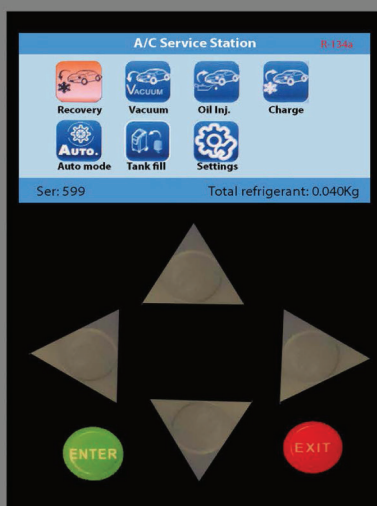 A/C Service Station R-134a
VACUUM
Recovery Vacuum Oil Inj. Charge
AUTO.
Auto mode Tank fill Settings
Ser: 599 Total refrigerant: 0.040Kg
ENTER EXIT